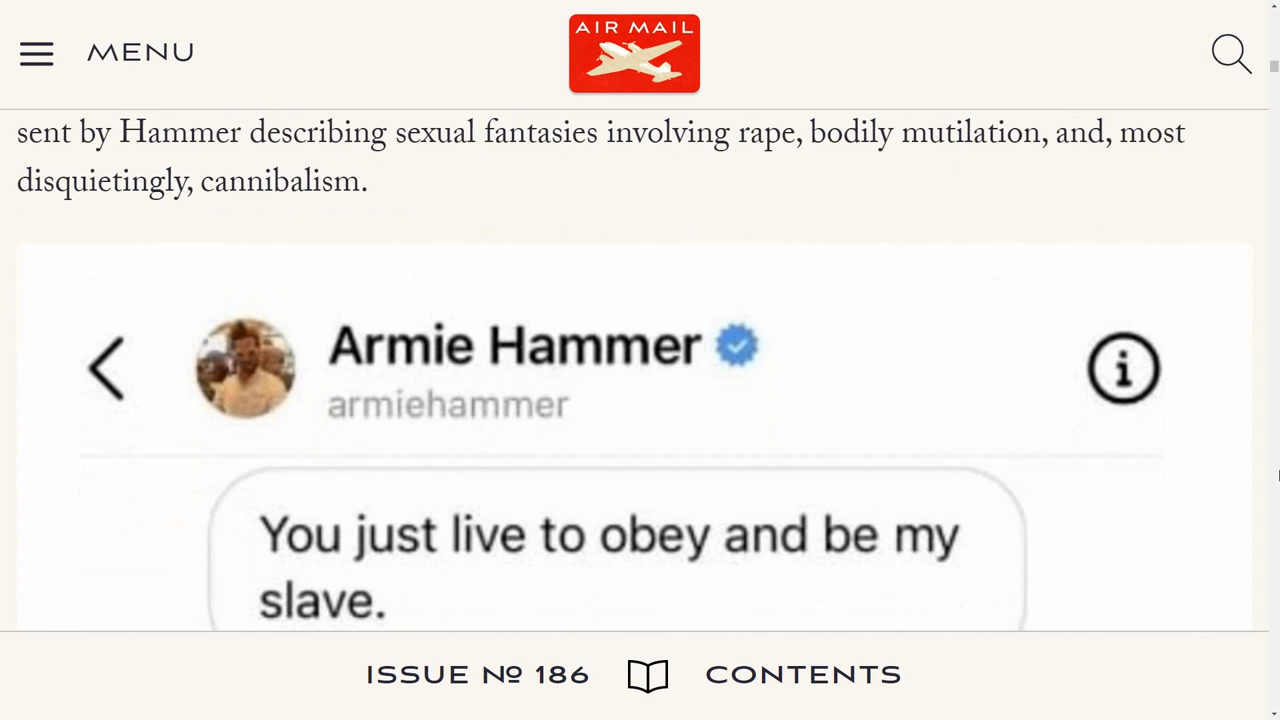 MENU
AIR MAIL
sent by Hammer describing sexual fantasies involving rape, bodily mutilation, and, most
disquietingly, cannibalism.
Armie Hammer
armiehammer
You just live to obey and be my
slave.
ISSUE № 186
CONTENTS